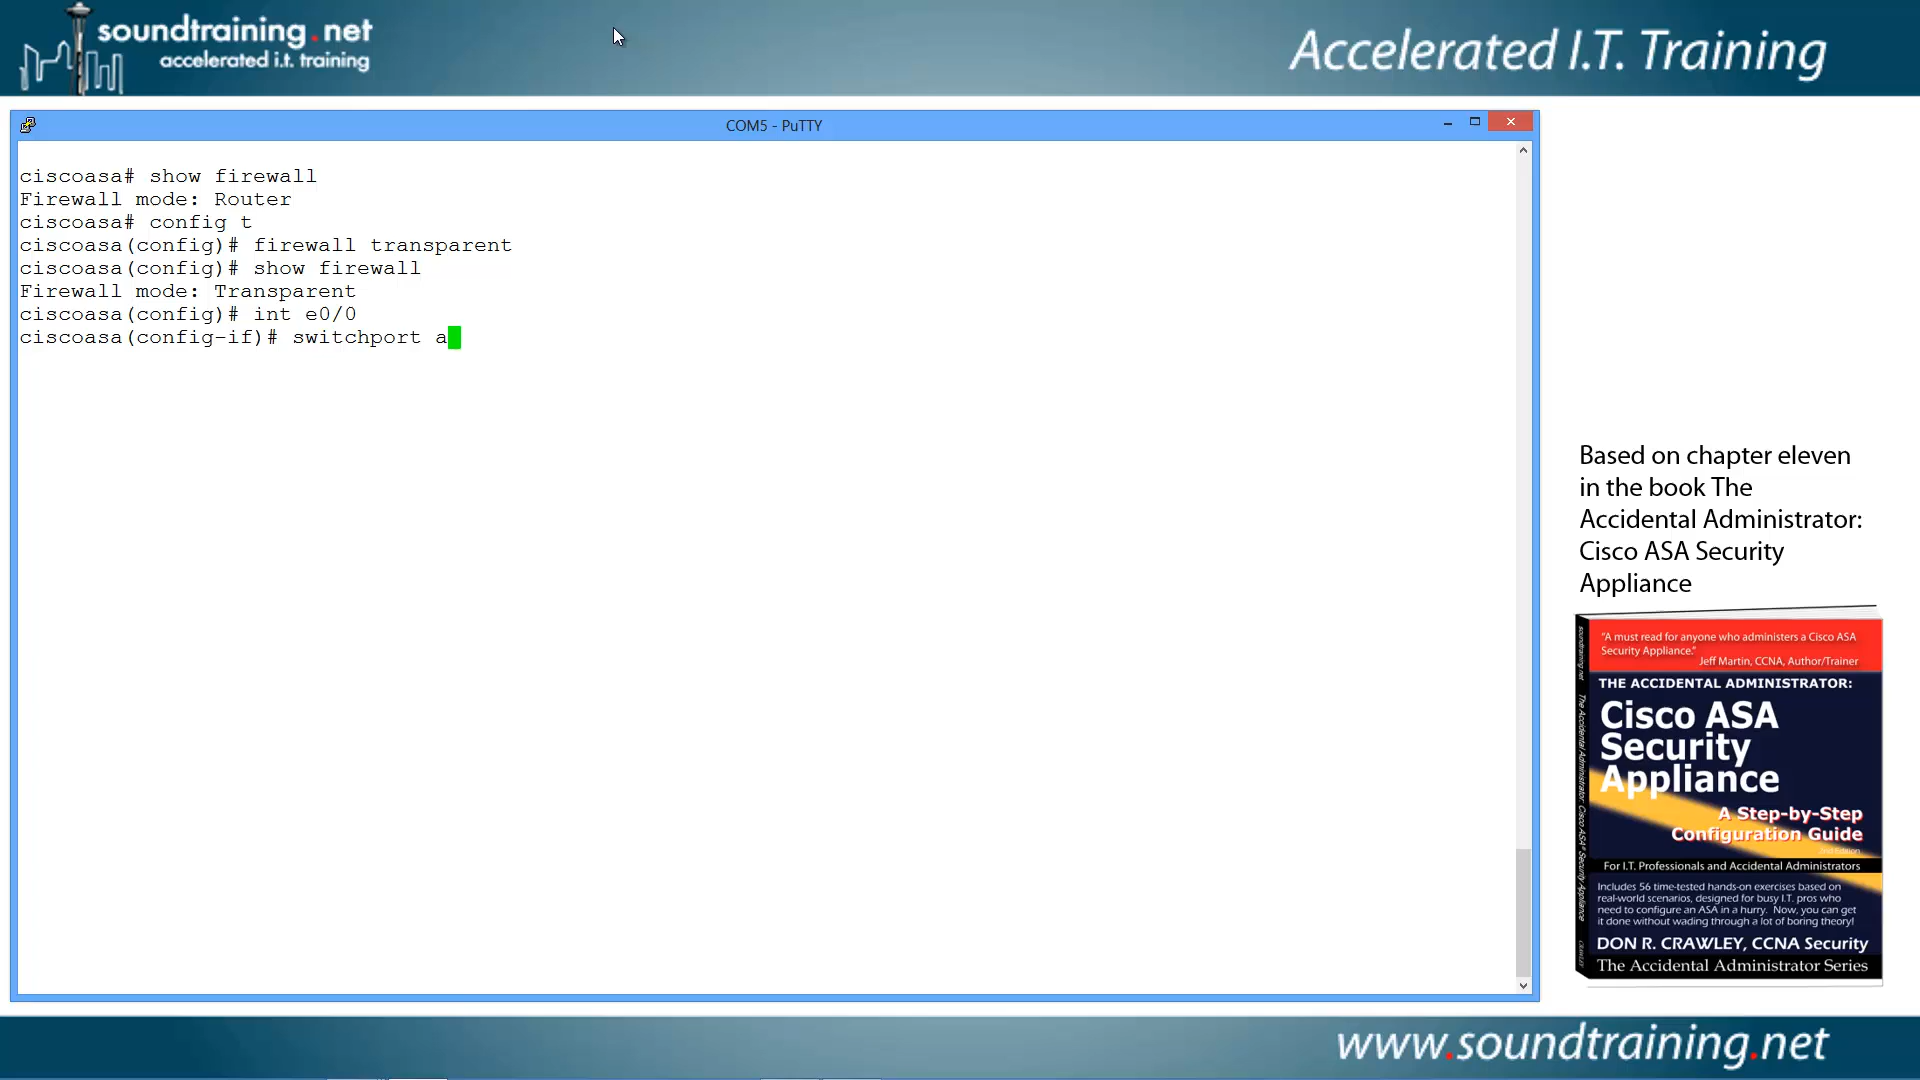 soundtraining.net
accelerated i.t. training
Accelerated I.T. Training
COM5 - PuTTY
ciscoasa# show firewall
Firewall mode: Router
ciscoasa# config t
ciscoasa(config)# firewall transparent
ciscoasa(config)# show firewall
Firewall mode: Transparent
ciscoasa(config)# int e0/0
ciscoasa(config-if)# switchport a
Based on chapter eleven
in the book The
Accidental Administrator:
Cisco ASA Security
Appliance
"A must read for anyone who administers a Cisco ASA
Security Appliance."
Jeff Martin, CCNA, Author/Trainer
THE ACCIDENTAL ADMINISTRATOR:
Cisco ASA
Security
Appliance
A Step-by-Step
Configuration Guide
For I.T. Professionals and Accidental Administrators
Includes 56 time-tested hands-on exercises based on
real-world scenarios, designed for busy I.T. pros who
need to configure an ASA in a hurry. Now, you can get
it done without wading through a lot of boring theory!
DON R. CRAWLEY, CCNA Security
The Accidental Administrator Series
www.soundtraining.net